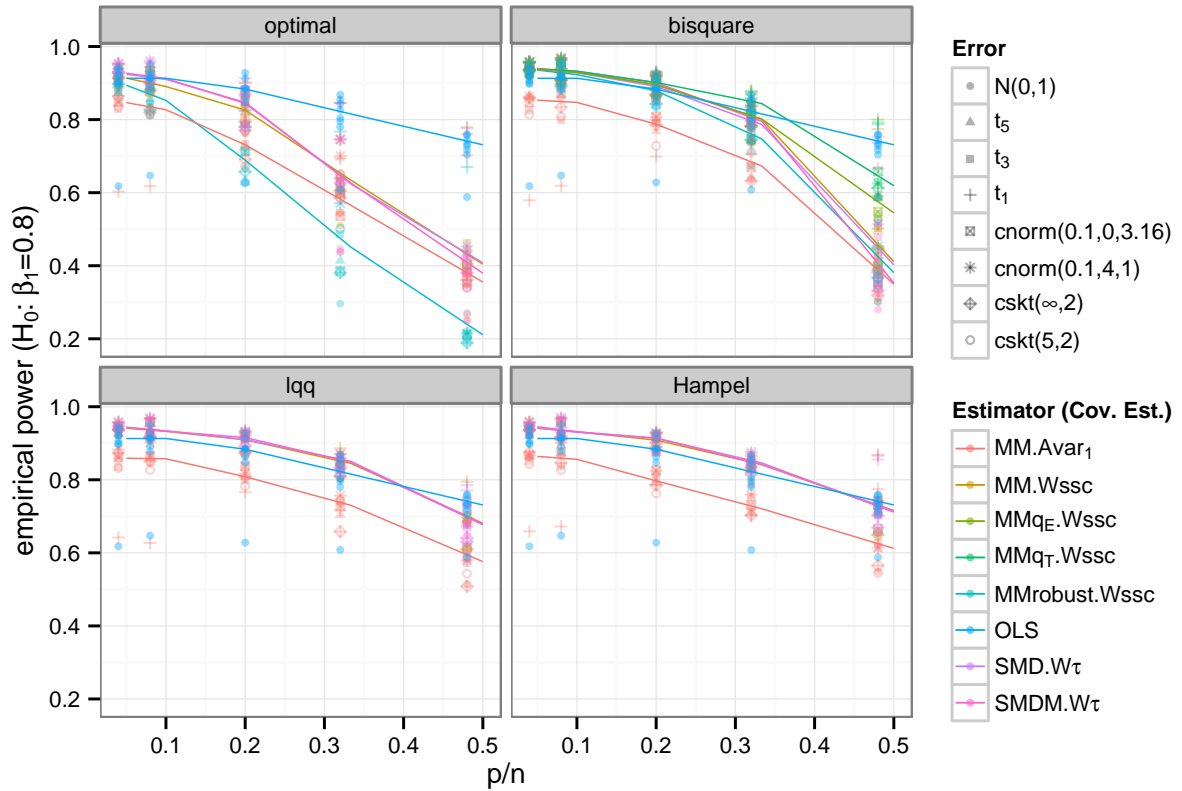 optimal
bisquare
1.0
0.8
0.6
0.4
0.2
lqq
Hampel
1.0
0.8
0.6
0.4
0.2
0.1 0.2 0.3 0.4 0.5
0.1 0.2 0.3 0.4 0.5
p/n
empirical power (H₀: β₁=0.8)
Error
N(0,1)
t₅
t₃
t₁
cnorm(0.1,0,3.16)
cnorm(0.1,4,1)
cskt(∞,2)
cskt(5,2)
Estimator (Cov. Est.)
MM.Avar₁
MM.Wssc
MMq_E.Wssc
MMq_T.Wssc
MMrobust.Wssc
OLS
SMD.Wτ
SMDM.Wτ